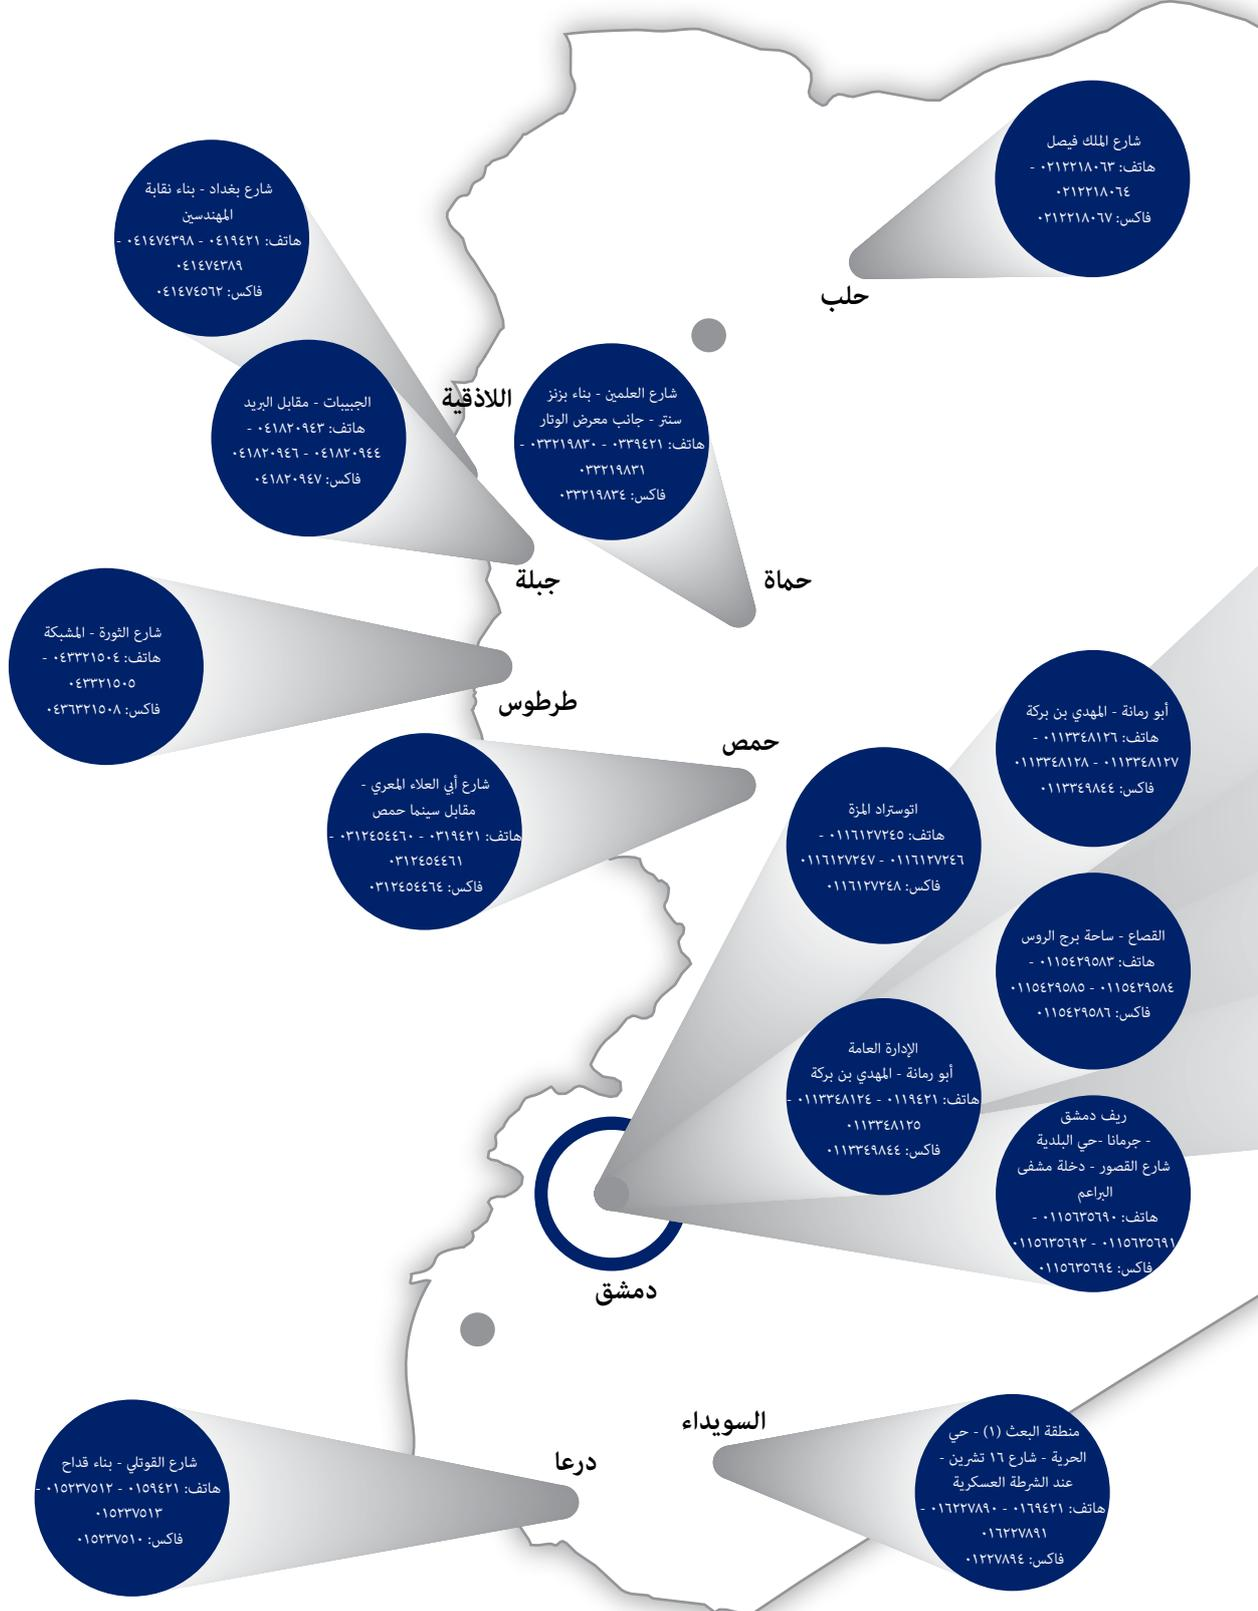 شارع الملك فيصل
هاتف: ٠٢١٢٢١٨٠٦٣ -
٠٢١٢٢١٨٠٦٤
فاكس: ٠٢١٢٢١٨٠٦٧
حلب
شارع بغداد - بناء نقابة
المهندسين
هاتف: ٠٤١٩٤٢١ - ٠٤١٤٧٤٣٩٨ -
٠٤١٤٧٤٣٨٩
فاكس: ٠٤١٤٧٤٥٦٢
اللاذقية
الجبيبات - مقابل البريد
هاتف: ٠٤١٨٢٠٩٤٣ -
٠٤١٨٢٠٩٤٤ - ٠٤١٨٢٠٩٤٦
فاكس: ٠٤١٨٢٠٩٤٧
جبلة
شارع العلمين - بناء بزنز
سنتر - جانب معرض الوتار
هاتف: ٠٣٣٩٤٢١ - ٠٣٣٢١٩٨٣٠ -
٠٣٣٢١٩٨٣١
فاكس: ٠٣٣٢١٩٨٣٤
حماة
شارع الثورة - المشبكة
هاتف: ٠٤٣٣٢١٥٠٤ -
٠٤٣٣٢١٥٠٥
فاكس: ٠٤٣٦٣٢١٥٠٨
طرطوس
حمص
شارع أبي العلاء المعري -
مقابل سينما حمص
هاتف: ٠٣١٩٤٢١ - ٠٣١٢٤٥٤٤٦٠ -
٠٣١٢٤٥٤٤٦١
فاكس: ٠٣١٢٤٥٤٤٦٤
أبو رمانة - المهدي بن بركة
هاتف: ٠١١٣٣٤٨١٢٦ -
٠١١٣٣٤٨١٢٧ - ٠١١٣٣٤٨١٢٨
فاكس: ٠١١٣٣٤٩٨٤٤
اتوستراد المزة
هاتف: ٠١١٦١٢٧٢٤٥ -
٠١١٦١٢٧٢٤٦ - ٠١١٦١٢٧٢٤٧
فاكس: ٠١١٦١٢٧٢٤٨
القصاع - ساحة برج الروس
هاتف: ٠١١٥٤٢٩٥٨٣ -
٠١١٥٤٢٩٥٨٤ - ٠١١٥٤٢٩٥٨٥
فاكس: ٠١١٥٤٢٩٥٨٦
الإدارة العامة
أبو رمانة - المهدي بن بركة
هاتف: ٠١١٩٤٢١ - ٠١١٣٣٤٨١٢٤ -
٠١١٣٣٤٨١٢٥
فاكس: ٠١١٣٣٤٩٨٤٤
ريف دمشق
- جرمانا -حي البلدية
شارع القصور - دخلة مشفى
البراعم
هاتف: ٠١١٥٦٣٥٦٩٠ -
٠١١٥٦٣٥٦٩١ - ٠١١٥٦٣٥٦٩٢
فاكس: ٠١١٥٦٣٥٦٩٤
دمشق
السويداء
منطقة البعث (١) - حي
الحرية - شارع ١٦ تشرين -
عند الشرطة العسكرية
هاتف: ٠١٦٩٤٢١ - ٠١٦٢٢٧٨٩٠ -
٠١٦٢٢٧٨٩١
فاكس: ٠١٢٢٧٨٩٤
درعا
شارع القوتلي - بناء قداح
هاتف: ٠١٥٩٤٢١ - ٠١٥٢٣٧٥١٢ -
٠١٥٢٣٧٥١٣
فاكس: ٠١٥٢٣٧٥١٠